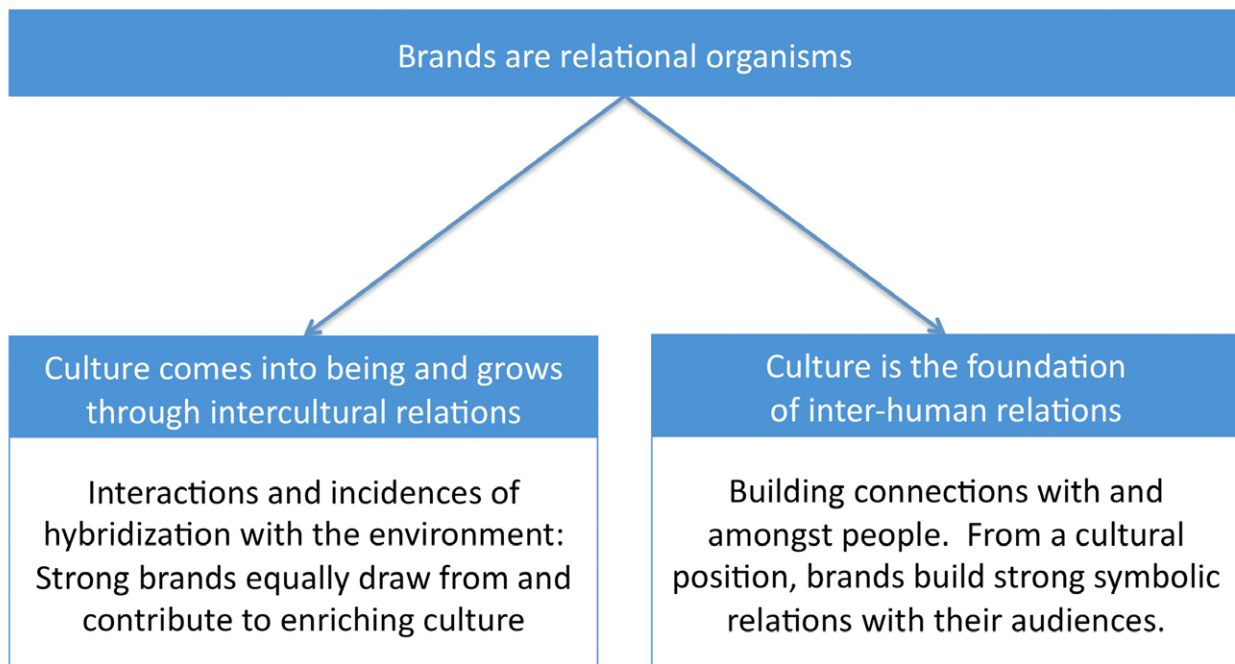 Brands are relational organisms
Culture comes into being and grows
through intercultural relations
Interactions and incidences of
hybridization with the environment:
Strong brands equally draw from and
contribute to enriching culture
Culture is the foundation
of inter-human relations
Building connections with and
amongst people.  From a cultural
position, brands build strong symbolic
relations with their audiences.